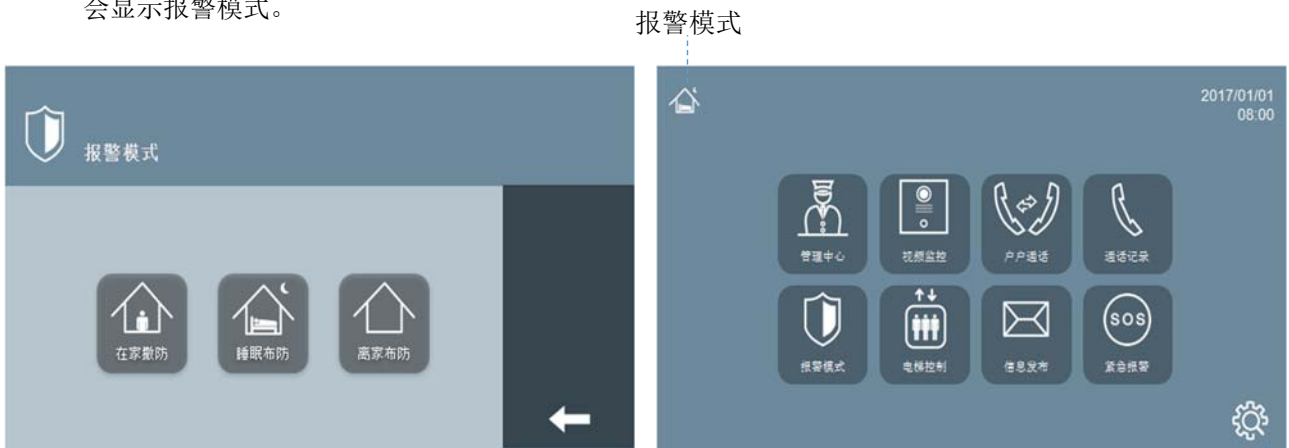 会显示报警模式。
报警模式
报警模式
在家撤防
睡眠布防
离家布防
2017/01/01
08:00
管理中心
视频监控
户户通话
通话记录
报警模式
电梯控制
信息发布
SOS
紧急报警